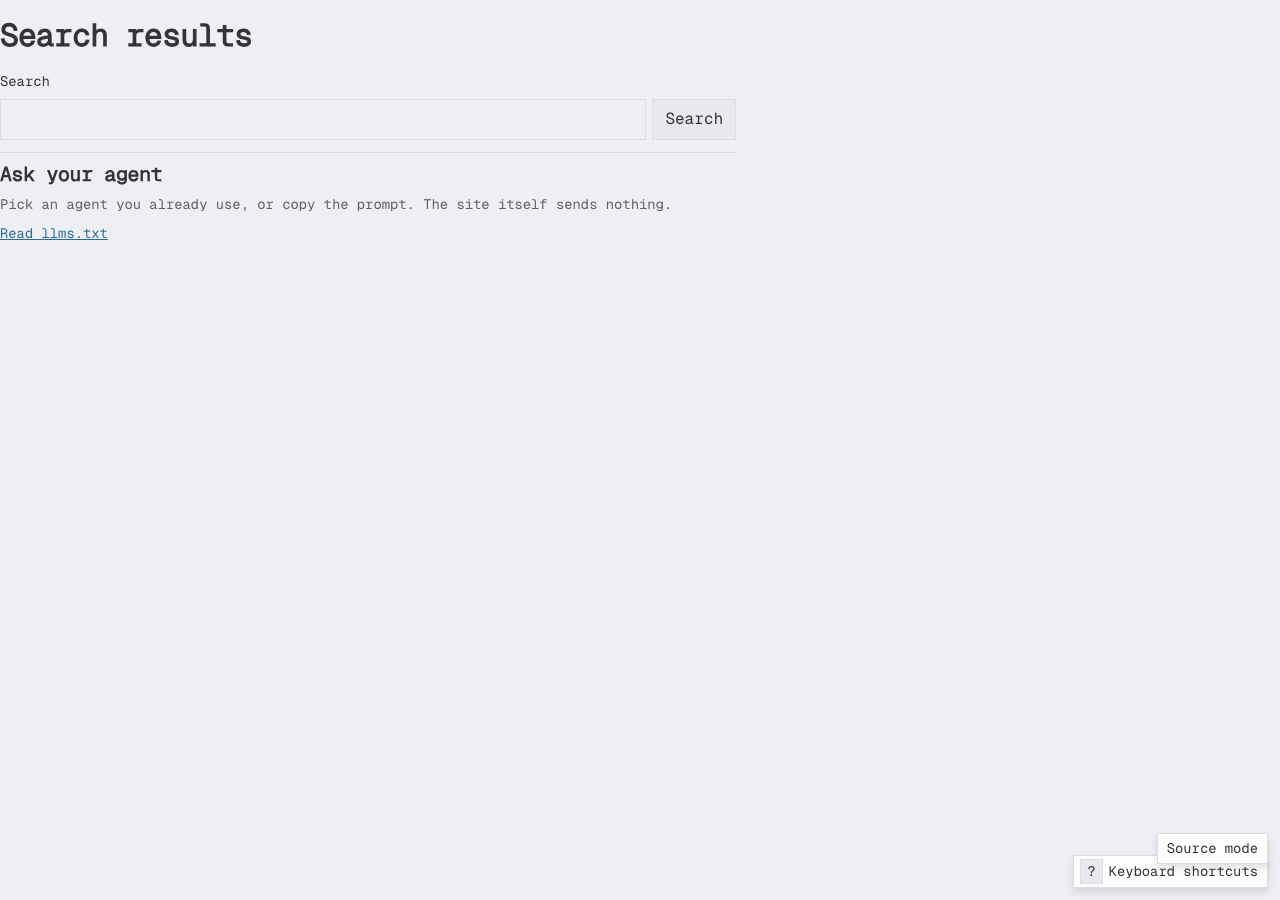 Search results
Search
Search
Ask your agent
Pick an agent you already use, or copy the prompt. The site itself sends nothing.
Read llms.txt
Source mode
? Keyboard shortcuts